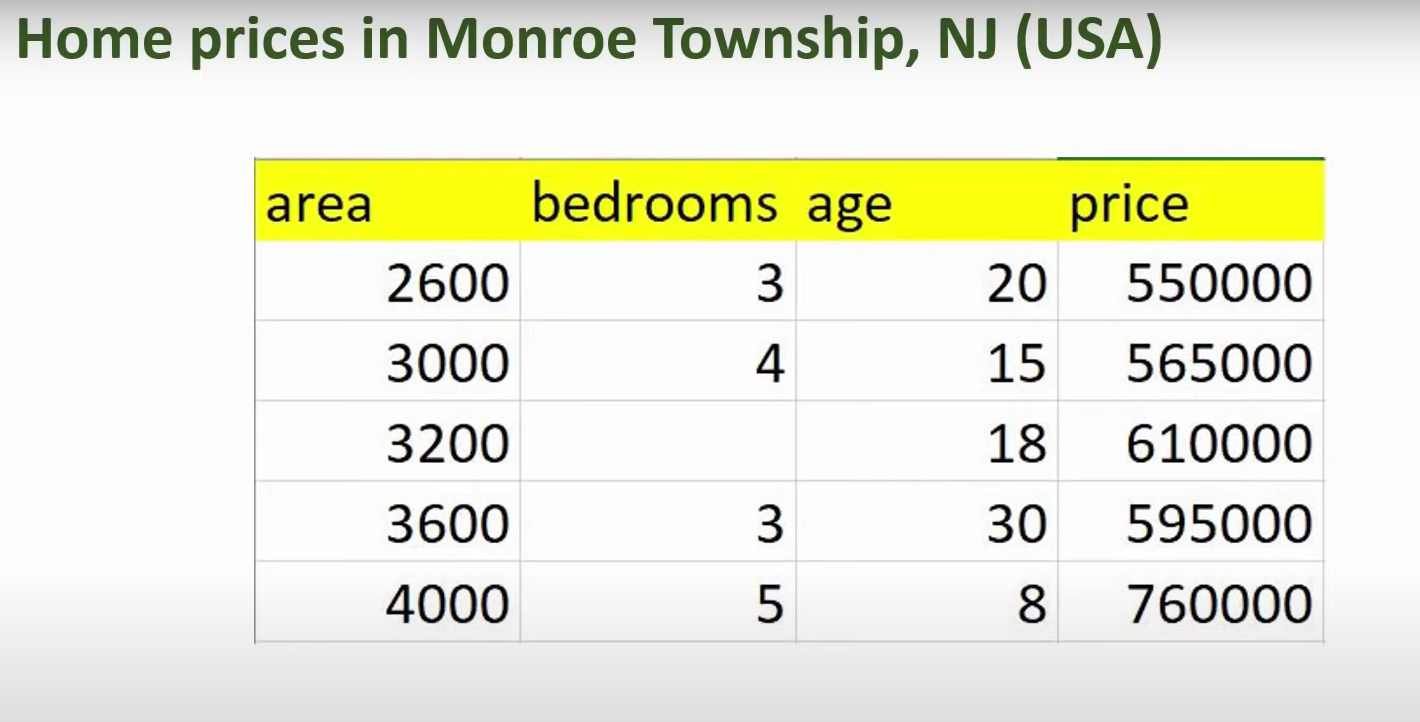 Home prices in Monroe Township, NJ (USA)
area bedrooms age price
2600 3 20 550000
3000 4 15 565000
3200 18 610000
3600 3 30 595000
4000 5 8 760000